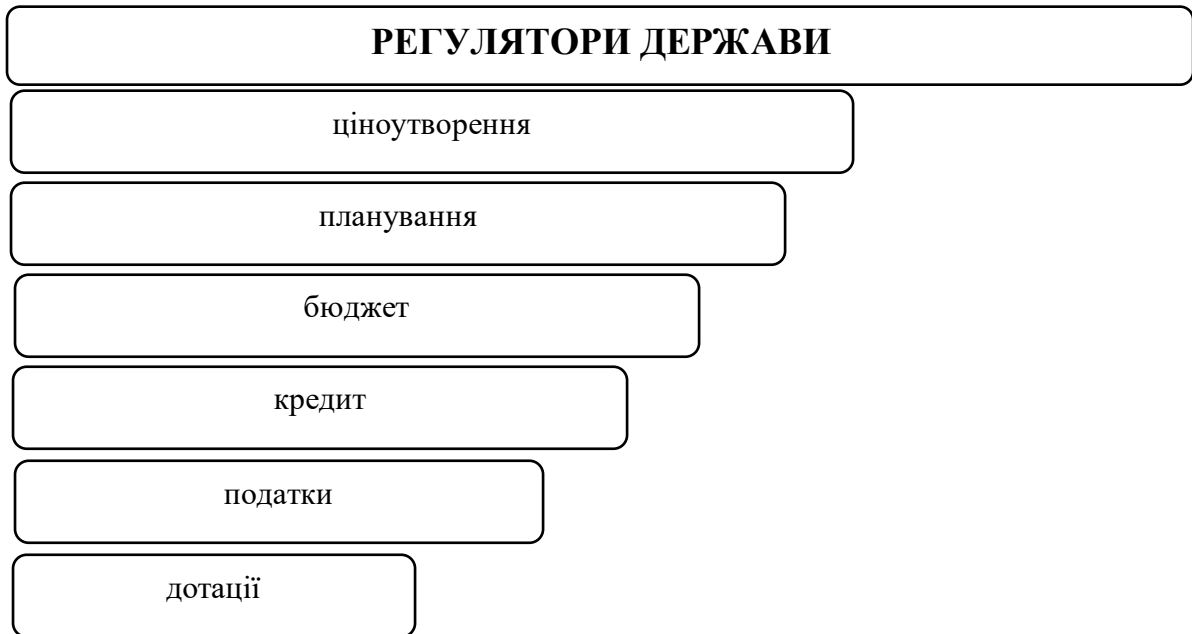 РЕГУЛЯТОРИ ДЕРЖАВИ
ціноутворення
планування
бюджет
кредит
податки
дотації